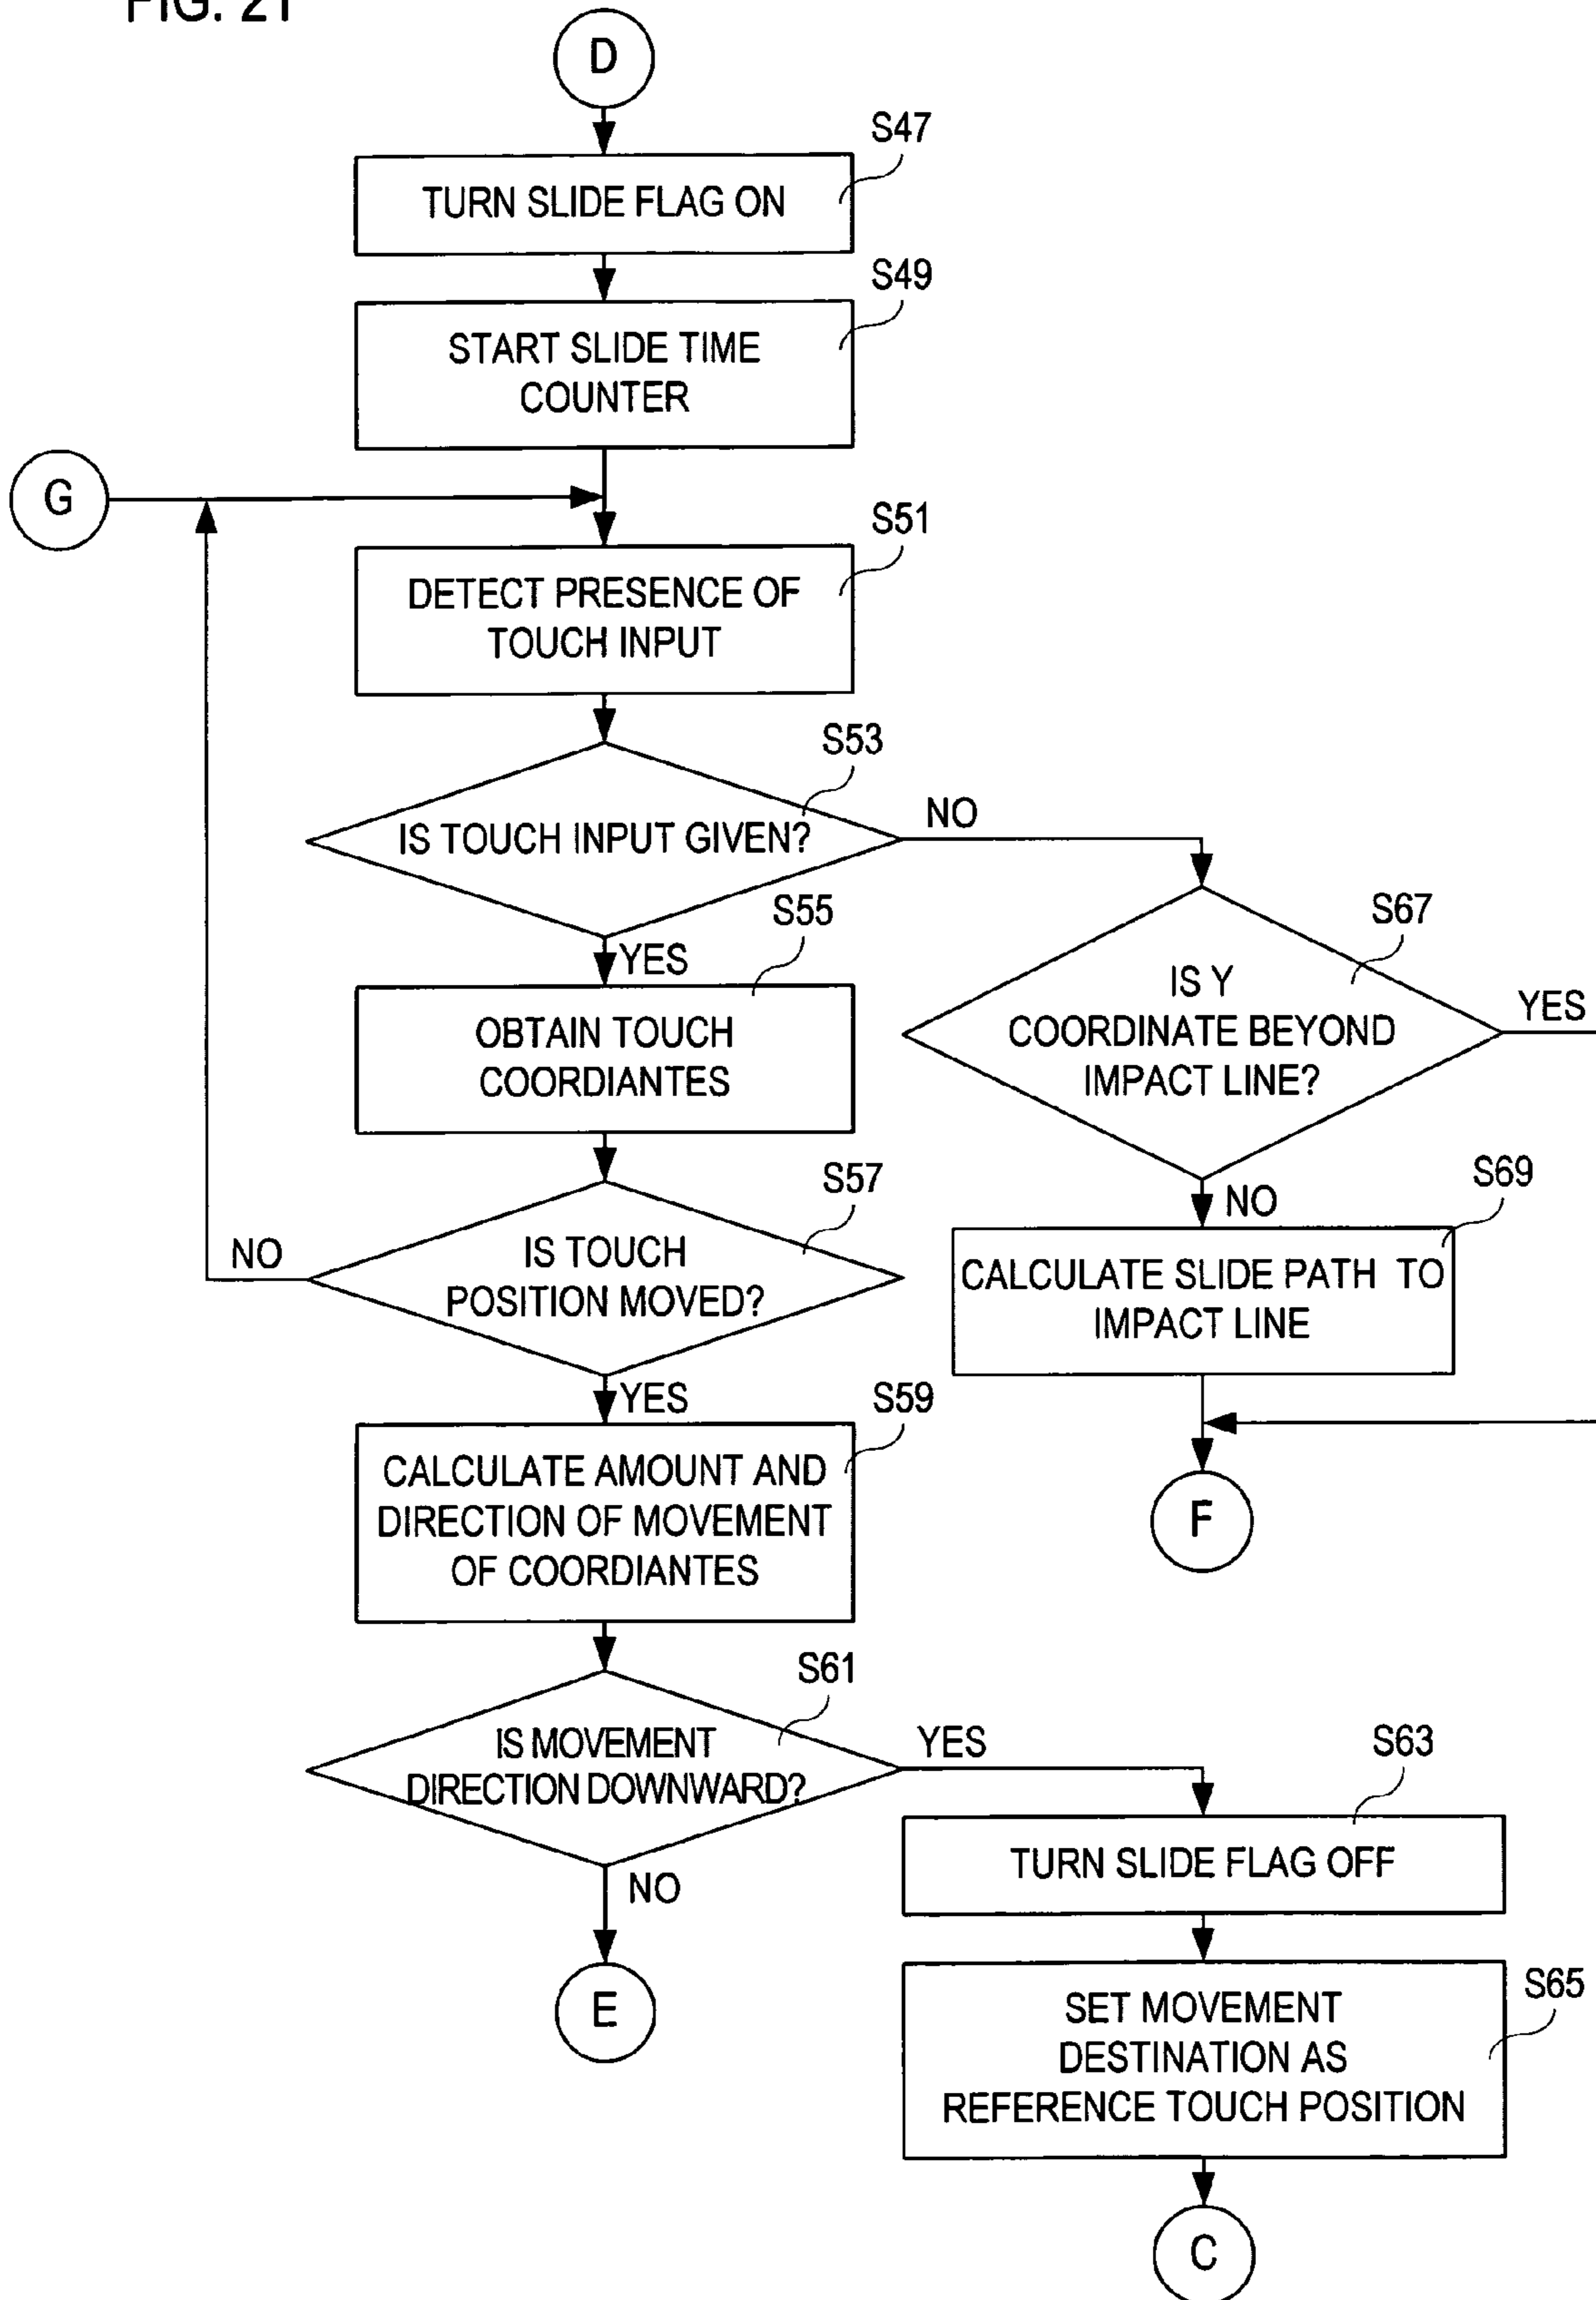 FIG. 21
D
S47
TURN SLIDE FLAG ON
S49
START SLIDE TIME
COUNTER
G
S51
DETECT PRESENCE OF
TOUCH INPUT
S53
IS TOUCH INPUT GIVEN?
NO
YES
S55
OBTAIN TOUCH
COORDIANTES
S67
IS Y
COORDINATE BEYOND
IMPACT LINE?
YES
NO
S57
IS TOUCH
POSITION MOVED?
NO
YES
S69
CALCULATE SLIDE PATH TO
IMPACT LINE
F
S59
CALCULATE AMOUNT AND
DIRECTION OF MOVEMENT
OF COORDIANTES
S61
IS MOVEMENT
DIRECTION DOWNWARD?
YES
NO
E
S63
TURN SLIDE FLAG OFF
S65
SET MOVEMENT
DESTINATION AS
REFERENCE TOUCH POSITION
C